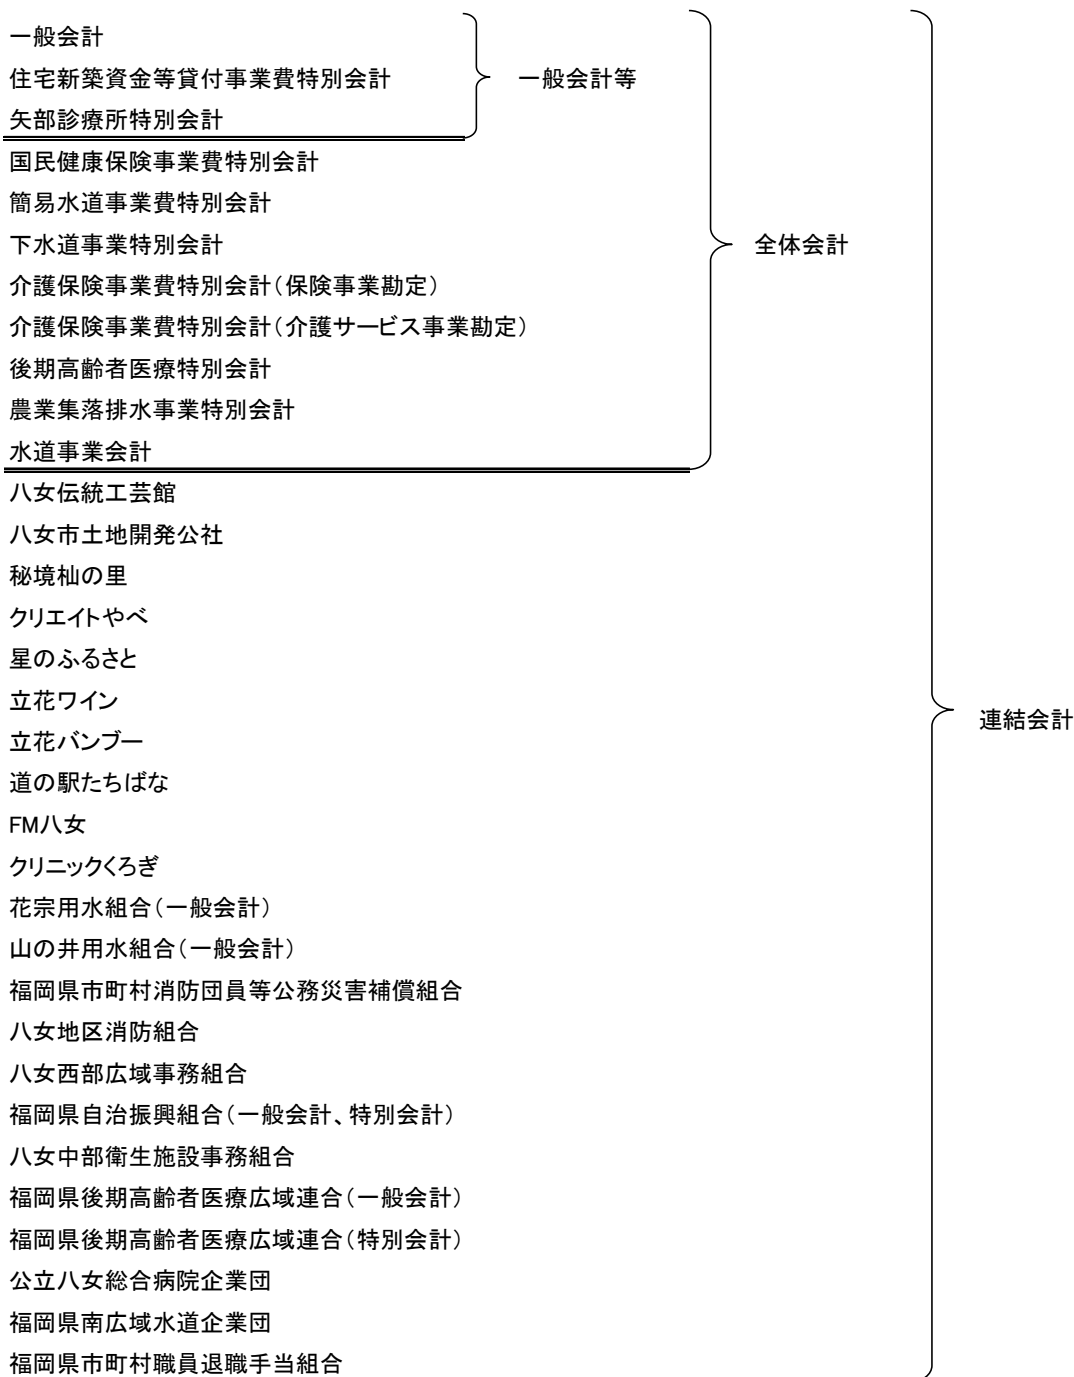 一般会計
住宅新築資金等貸付事業費特別会計
一般会計等
矢部診療所特別会計
国民健康保険事業費特別会計
簡易水道事業費特別会計
下水道事業特別会計
全体会計
介護保険事業費特別会計(保険事業勘定)
介護保険事業費特別会計(介護サービス事業勘定)
後期高齢者医療特別会計
農業集落排水事業特別会計
水道事業会計
八女伝統工芸館
八女市土地開発公社
秘境杣の里
クリエイトやべ
星のふるさと
立花ワイン
連結会計
立花バンブー
道の駅たちばな
FM八女
クリニックくろぎ
花宗用水組合(一般会計)
山の井用水組合(一般会計)
福岡県市町村消防団員等公務災害補償組合
八女地区消防組合
八女西部広域事務組合
福岡県自治振興組合(一般会計、特別会計)
八女中部衛生施設事務組合
福岡県後期高齢者医療広域連合(一般会計)
福岡県後期高齢者医療広域連合(特別会計)
公立八女総合病院企業団
福岡県南広域水道企業団
福岡県市町村職員退職手当組合